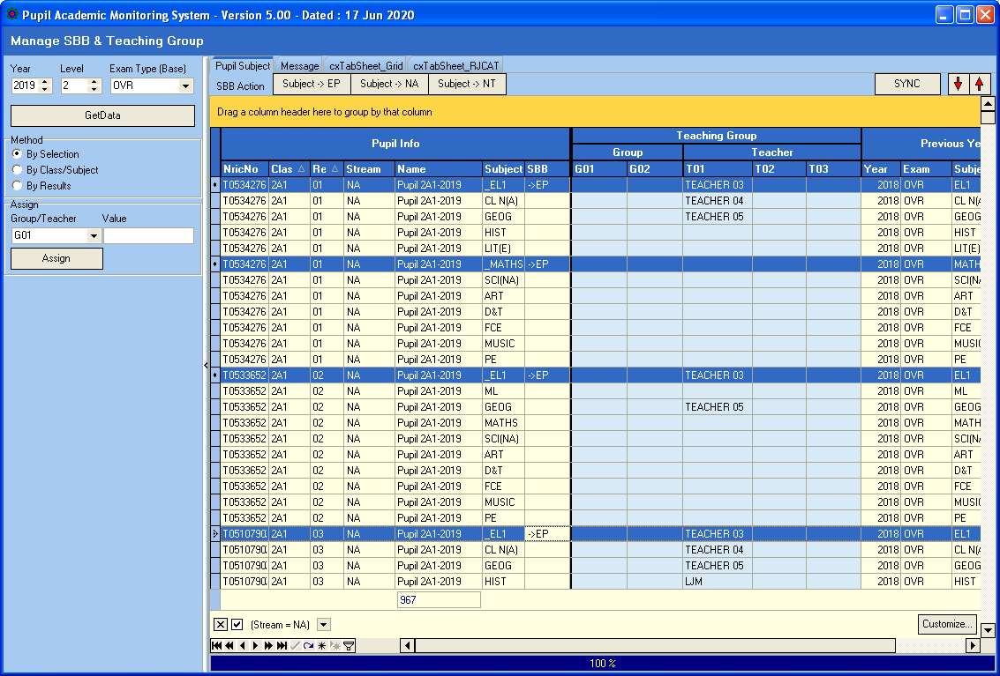 Pupil Academic Monitoring System - Version 5.00 - Dated : 17 Jun 2020
Manage SBB & Teaching Group
Year Level Exam Type (Base)
2019 2 OVR
GetData
Method
By Selection
By Class/Subject
By Results
Assign
Group/Teacher Value
G01
Assign
Pupil Subject Message cxTabSheet_Grid cxTabSheet_RJCAT
SBB Action Subject -> EP Subject -> NA Subject -> NT SYNC
Drag a column header here to group by that column
Pupil Info Teaching Group Previous Ye
Group Teacher
NricNo Clas Re Stream Name Subject SBB G01 G02 T01 T02 T03 Year Exam Subje
T0534276 2A1 01 NA Pupil 2A1-2019 _EL1 ->EP TEACHER 03 2018 OVR EL1
T0534276 2A1 01 NA Pupil 2A1-2019 CL N(A) TEACHER 04 2018 OVR CL N(A
T0534276 2A1 01 NA Pupil 2A1-2019 GEOG TEACHER 05 2018 OVR GEOG
T0534276 2A1 01 NA Pupil 2A1-2019 HIST 2018 OVR HIST
T0534276 2A1 01 NA Pupil 2A1-2019 LIT(E) 2018 OVR LIT(E)
T0534276 2A1 01 NA Pupil 2A1-2019 _MATHS ->EP 2018 OVR MATH
T0534276 2A1 01 NA Pupil 2A1-2019 SCI(NA) 2018 OVR SCI(NA
T0534276 2A1 01 NA Pupil 2A1-2019 ART 2018 OVR ART
T0534276 2A1 01 NA Pupil 2A1-2019 D&T 2018 OVR D&T
T0534276 2A1 01 NA Pupil 2A1-2019 FCE 2018 OVR FCE
T0534276 2A1 01 NA Pupil 2A1-2019 MUSIC 2018 OVR MUSIC
T0534276 2A1 01 NA Pupil 2A1-2019 PE 2018 OVR PE
T0533652 2A1 02 NA Pupil 2A1-2019 _EL1 ->EP TEACHER 03 2018 OVR EL1
T0533652 2A1 02 NA Pupil 2A1-2019 ML 2018 OVR ML
T0533652 2A1 02 NA Pupil 2A1-2019 GEOG TEACHER 05 2018 OVR GEOG
T0533652 2A1 02 NA Pupil 2A1-2019 MATHS 2018 OVR MATH
T0533652 2A1 02 NA Pupil 2A1-2019 SCI(NA) 2018 OVR SCI(NA
T0533652 2A1 02 NA Pupil 2A1-2019 ART 2018 OVR ART
T0533652 2A1 02 NA Pupil 2A1-2019 D&T 2018 OVR D&T
T0533652 2A1 02 NA Pupil 2A1-2019 FCE 2018 OVR FCE
T0533652 2A1 02 NA Pupil 2A1-2019 MUSIC 2018 OVR MUSIC
T0533652 2A1 02 NA Pupil 2A1-2019 PE 2018 OVR PE
T0510790 2A1 03 NA Pupil 2A1-2019 _EL1 ->EP TEACHER 03 2018 OVR EL1
T0510790 2A1 03 NA Pupil 2A1-2019 CL N(A) TEACHER 04 2018 OVR CL N(A
T0510790 2A1 03 NA Pupil 2A1-2019 GEOG TEACHER 05 2018 OVR GEOG
T0510790 2A1 03 NA Pupil 2A1-2019 HIST LJM 2018 OVR HIST
967
(Stream = NA) Customize...
100 %